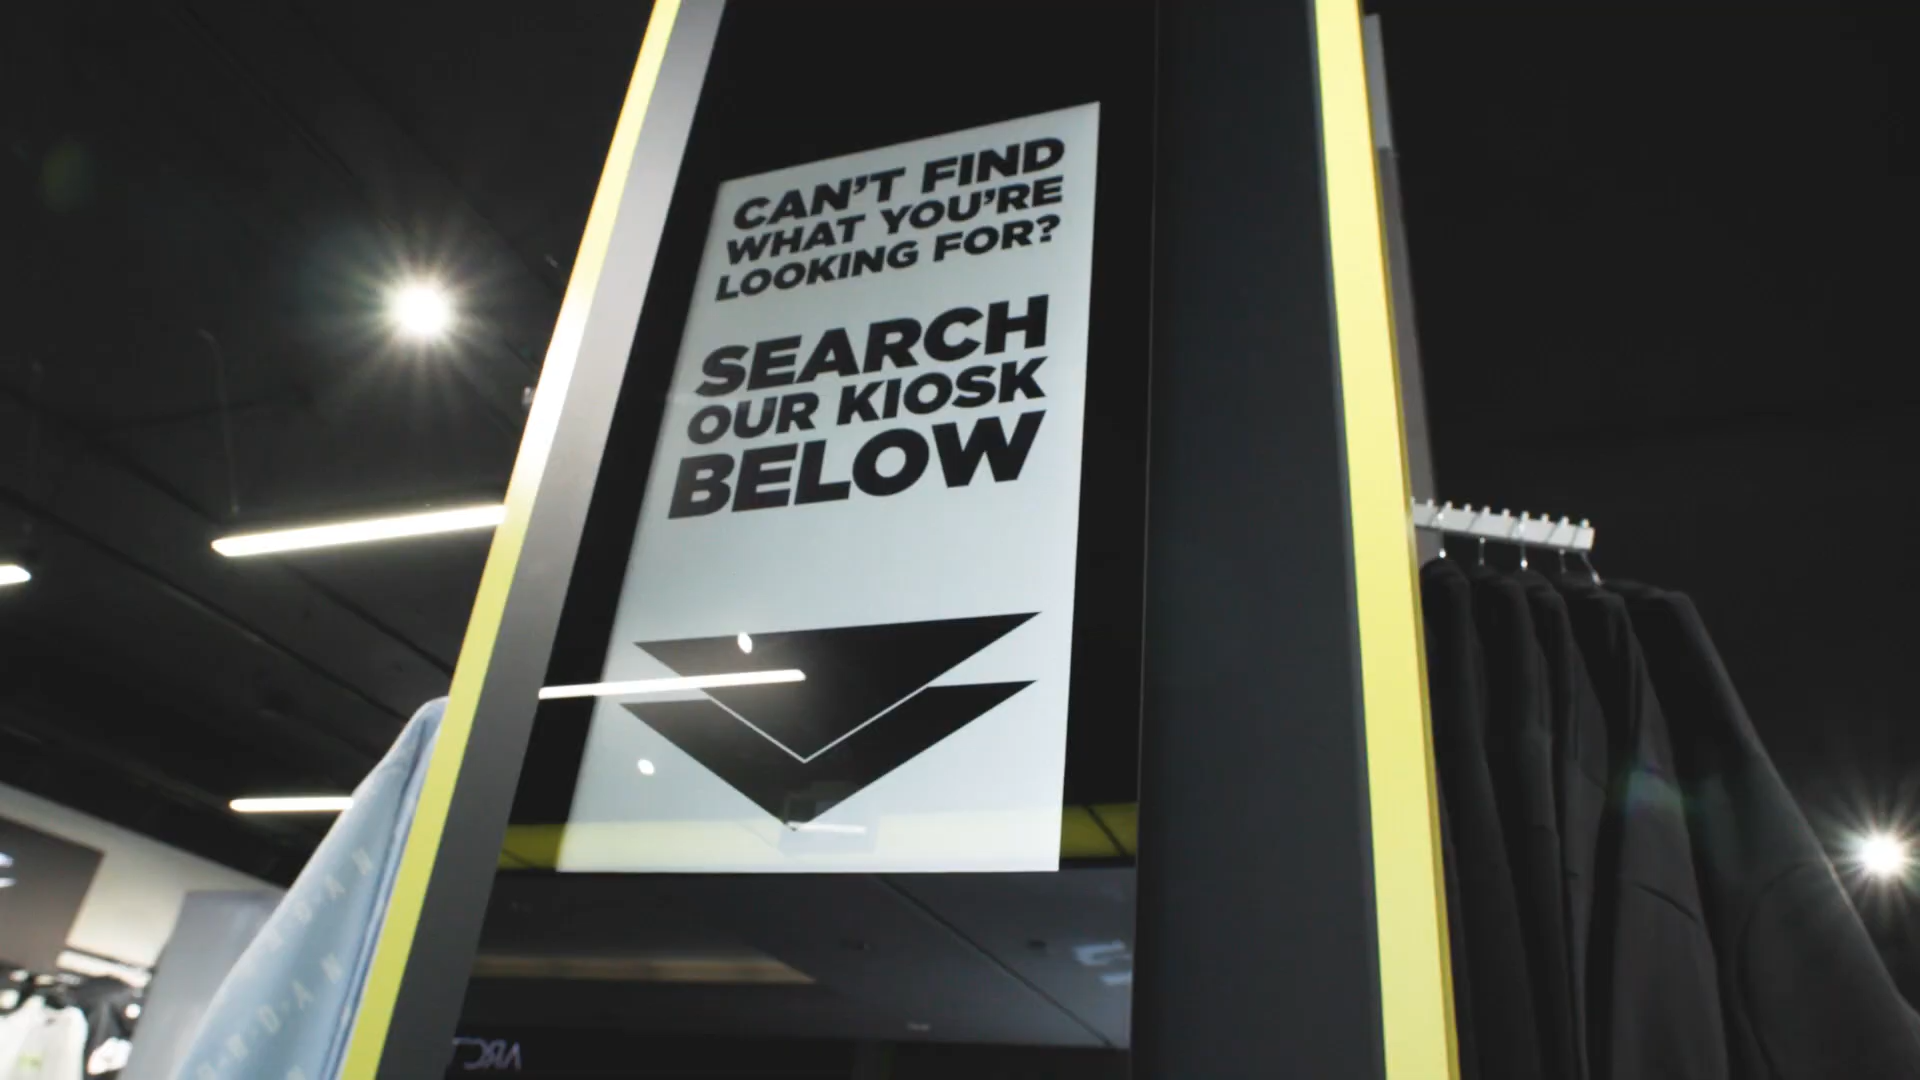 CAN'T FIND
WHAT YOU'RE
LOOKING FOR?
SEARCH
OUR KIOSK
BELOW